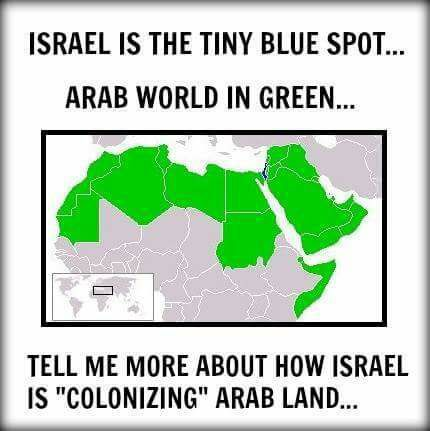 ISRAEL IS THE TINY BLUE SPOT...
ARAB WORLD IN GREEN...
TELL ME MORE ABOUT HOW ISRAEL
IS "COLONIZING" ARAB LAND...